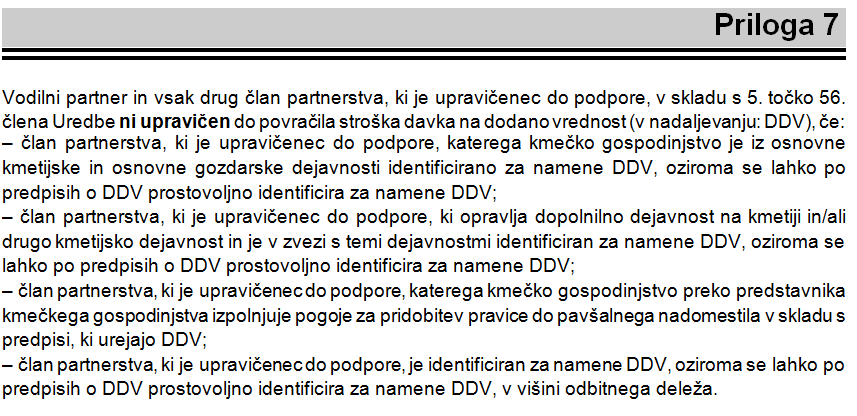 Priloga 7
Vodilni partner in vsak drug član partnerstva, ki je upravičenec do podpore, v skladu s 5. točko 56.
člena Uredbe ni upravičen do povračila stroška davka na dodano vrednost (v nadaljevanju: DDV), če:
– član partnerstva, ki je upravičenec do podpore, katerega kmečko gospodinjstvo je iz osnovne
kmetijske in osnovne gozdarske dejavnosti identificirano za namene DDV, oziroma se lahko po
predpisih o DDV prostovoljno identificira za namene DDV;
– član partnerstva, ki je upravičenec do podpore, ki opravlja dopolnilno dejavnost na kmetiji in/ali
drugo kmetijsko dejavnost in je v zvezi s temi dejavnostmi identificiran za namene DDV, oziroma se
lahko po predpisih o DDV prostovoljno identificira za namene DDV;
– član partnerstva, ki je upravičenec do podpore, katerega kmečko gospodinjstvo preko predstavnika
kmečkega gospodinjstva izpolnjuje pogoje za pridobitev pravice do pavšalnega nadomestila v skladu s
predpisi, ki urejajo DDV;
– član partnerstva, ki je upravičenec do podpore, je identificiran za namene DDV, oziroma se lahko po
predpisih o DDV prostovoljno identificira za namene DDV, v višini odbitnega deleža.